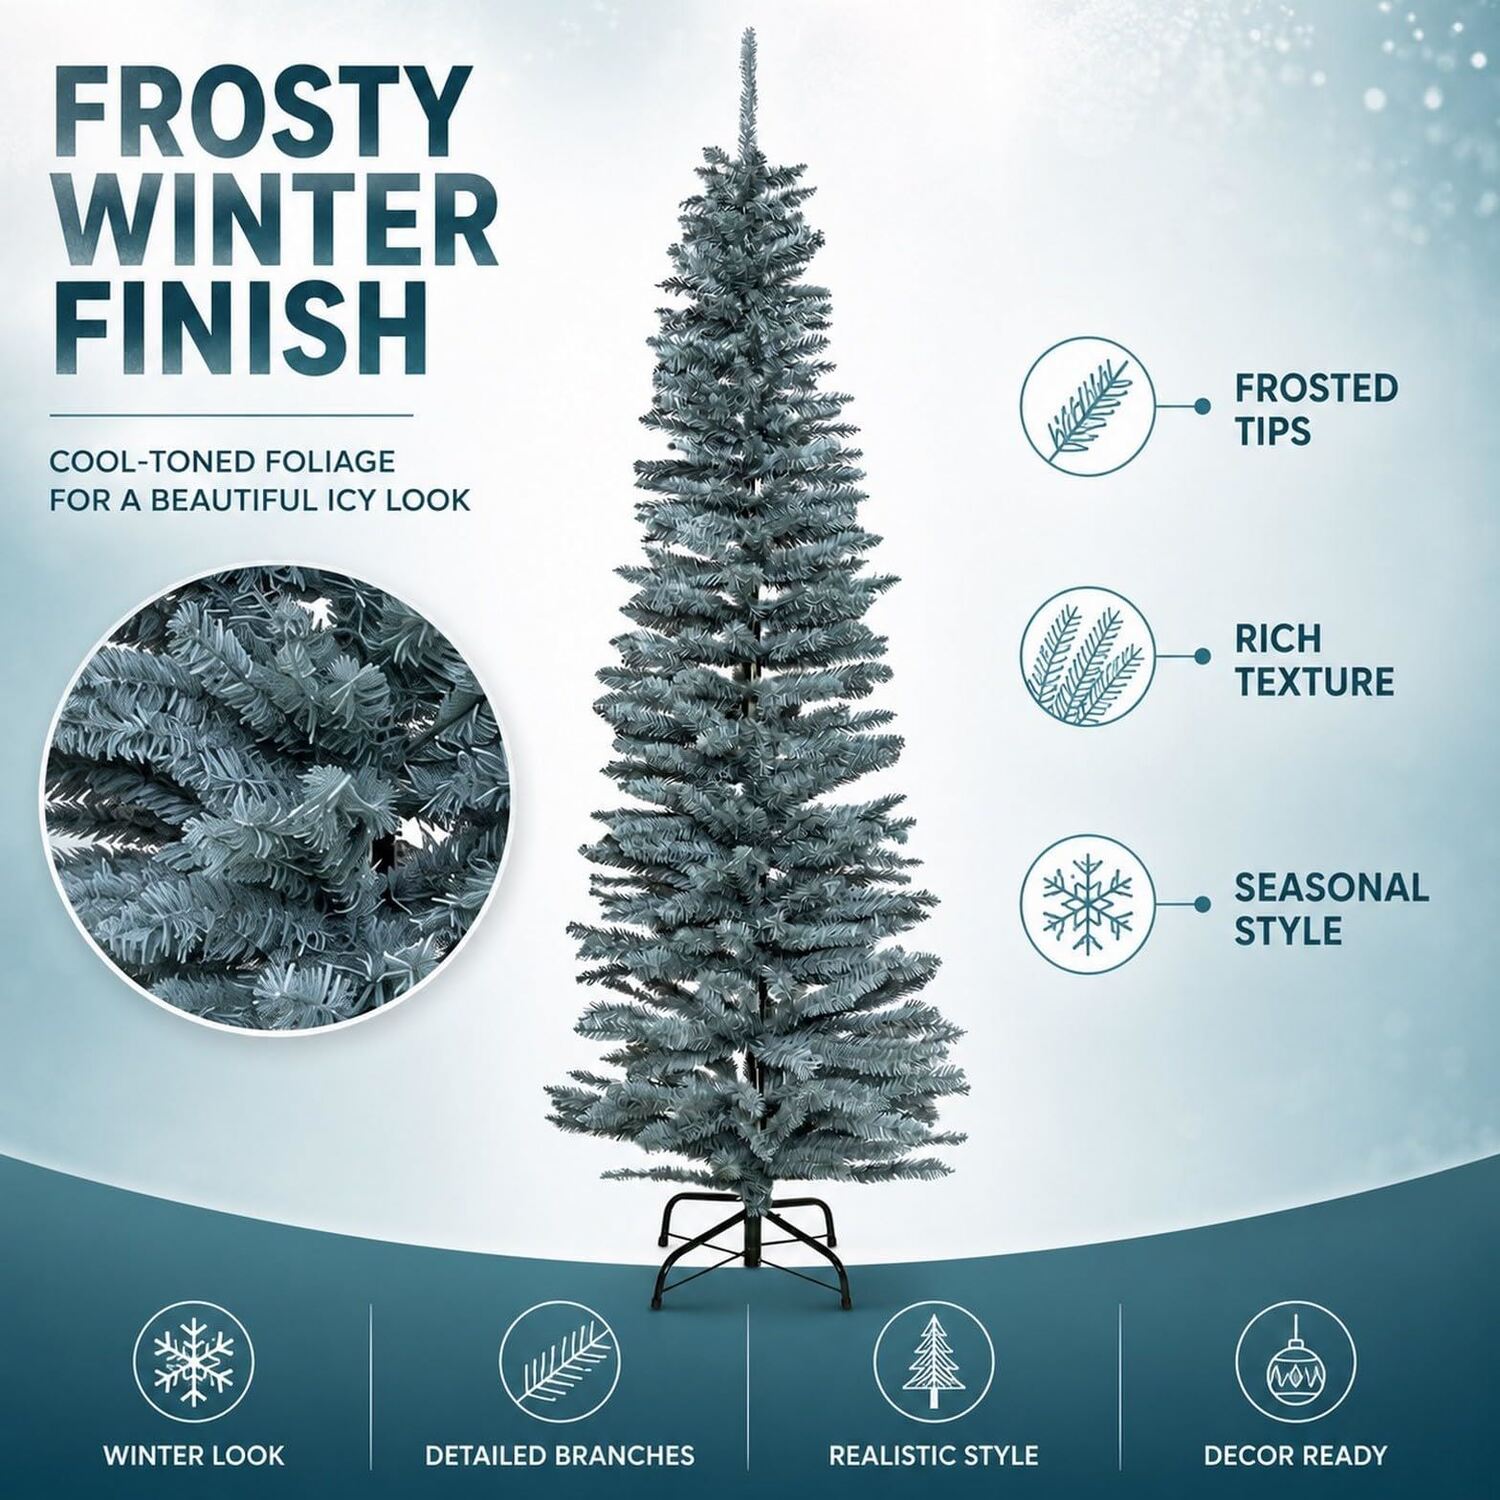 FROSTY
WINTER
FINISH
COOL-TONED FOLIAGE
FOR A BEAUTIFUL ICY LOOK
FROSTED
TIPS
RICH
TEXTURE
SEASONAL
STYLE
WINTER LOOK
DETAILED BRANCHES
REALISTIC STYLE
DECOR READY